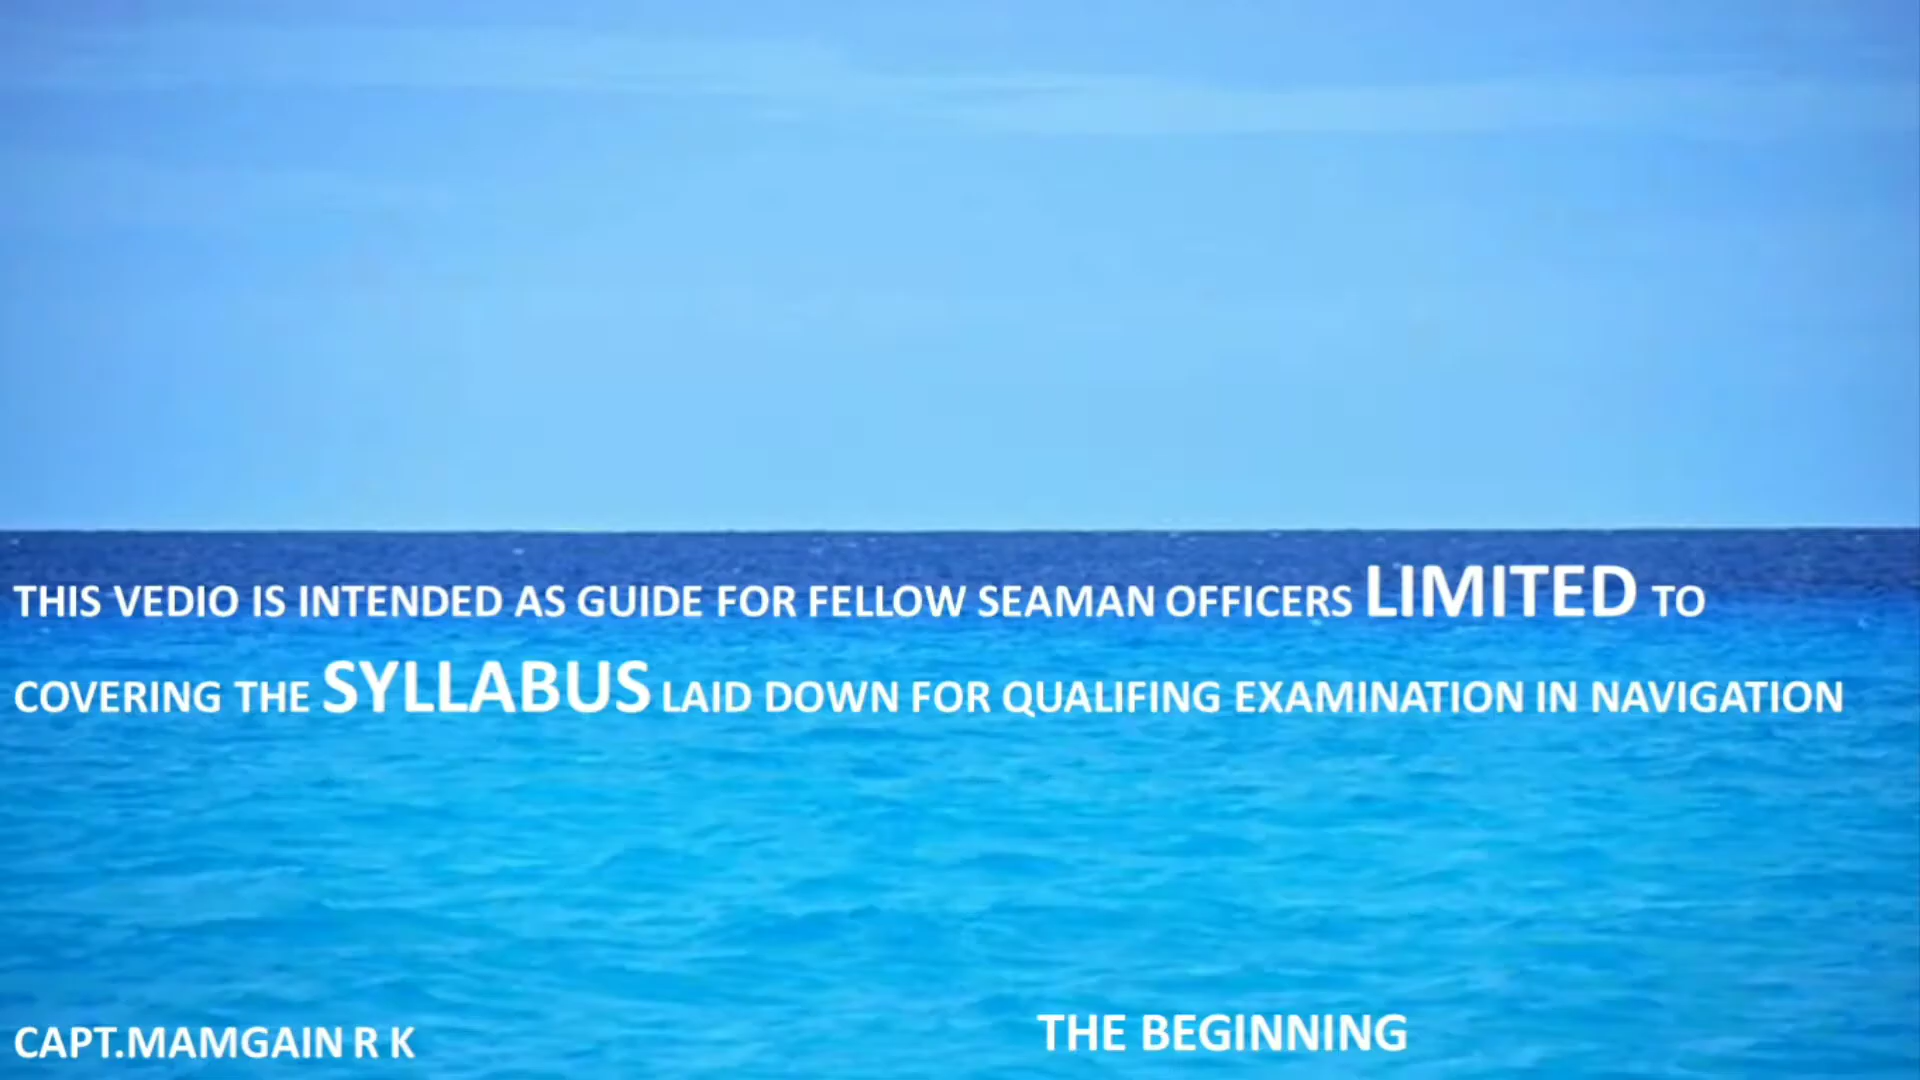 THIS VEDIO IS INTENDED AS GUIDE FOR FELLOW SEAMAN OFFICERS LIMITED TO
COVERING THE SYLLABUS LAID DOWN FOR QUALIFING EXAMINATION IN NAVIGATION
CAPT.MAMGAIN R K
THE BEGINNING